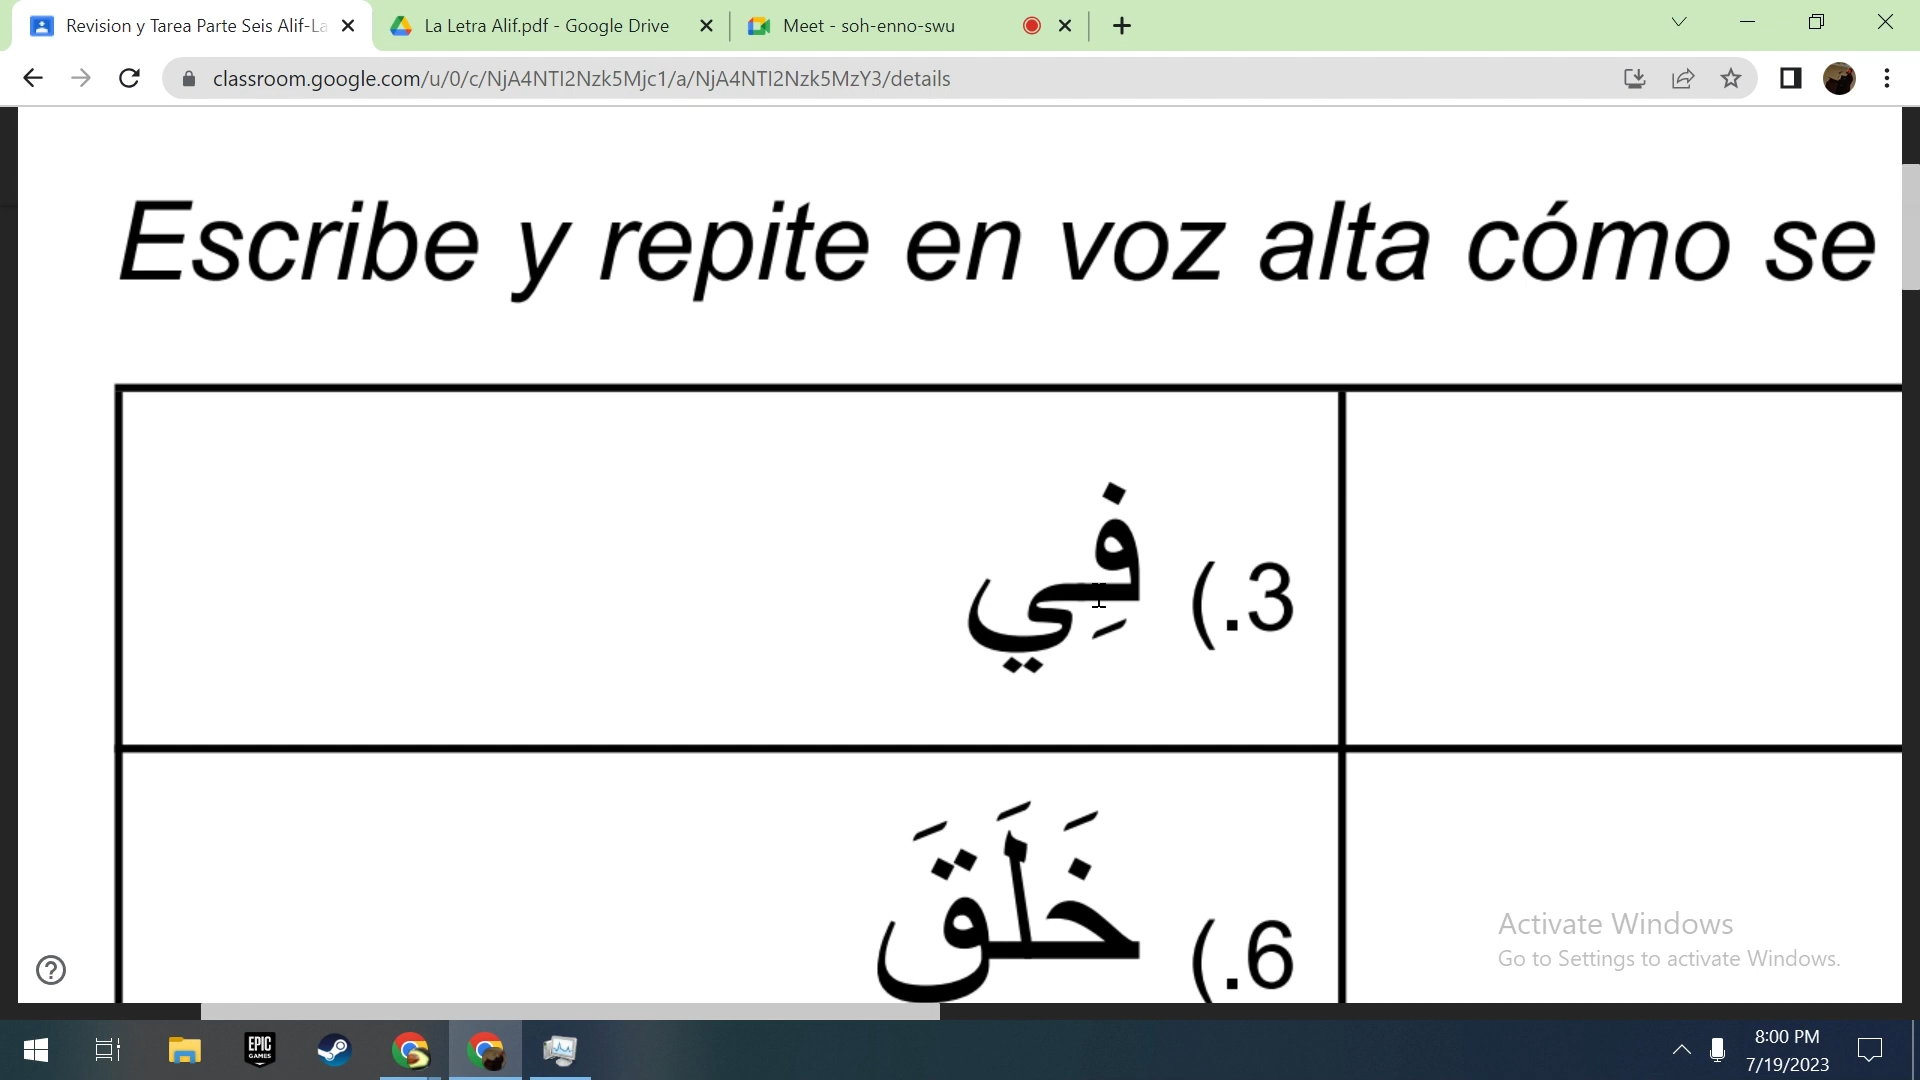 Revision y Tarea Parte Seis Alif-La
La Letra Alif.pdf - Google Drive
Meet - soh-enno-swu
classroom.google.com/u/0/c/NjA4NTI2Nzk5Mjc1/a/NjA4NTI2Nzk5MzY3/details
Escribe y repite en voz alta cómo se
(.3 فِي
(.6 خَلَقَ
Activate Windows
Go to Settings to activate Windows.
EPIC
GAMES
8:00 PM
7/19/2023